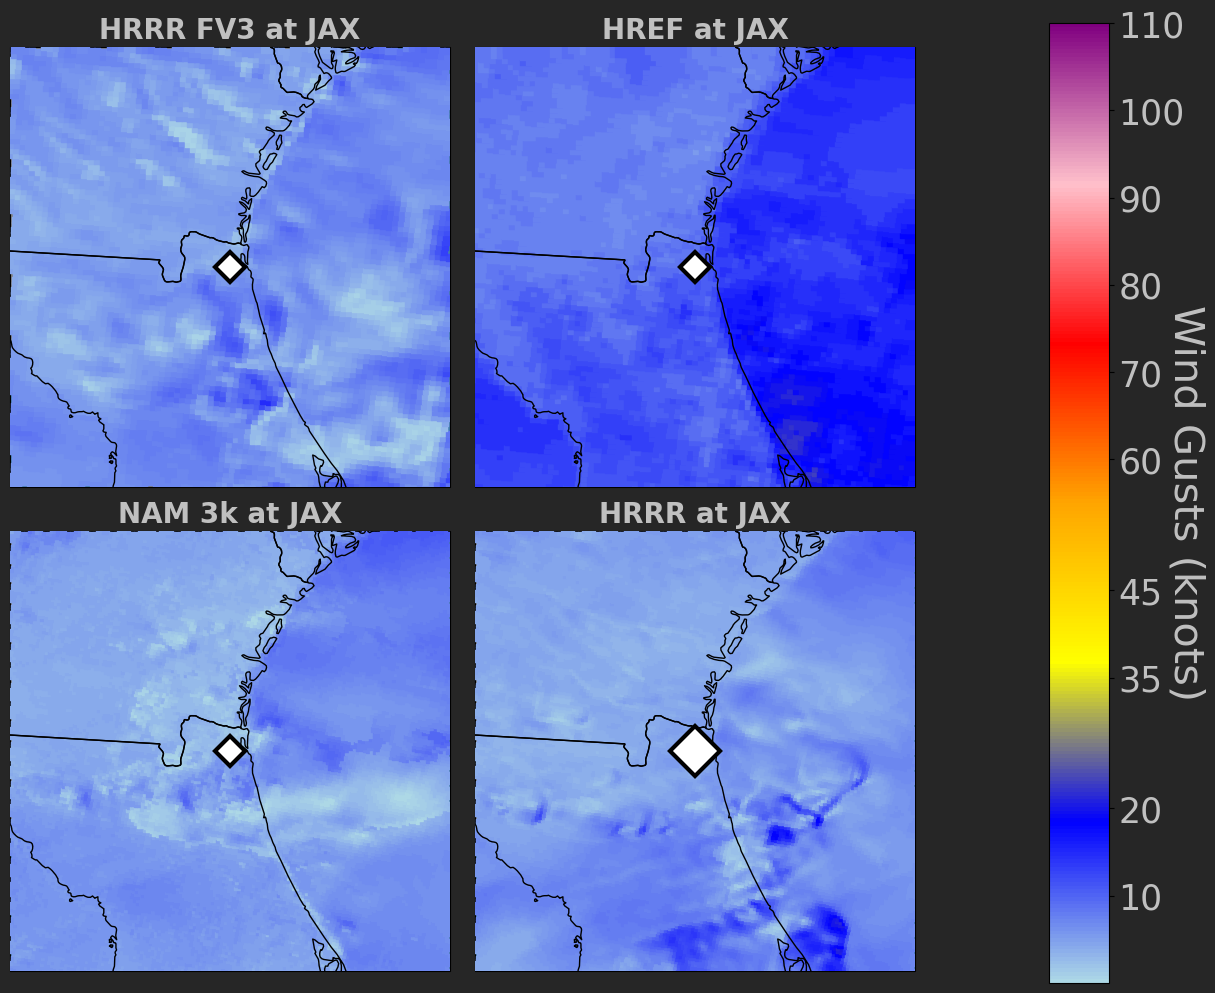 HRRR FV3 at JAX
HREF at JAX
NAM 3k at JAX
HRRR at JAX
110
100
90
80
70
60
45
35
20
10
Wind Gusts (knots)